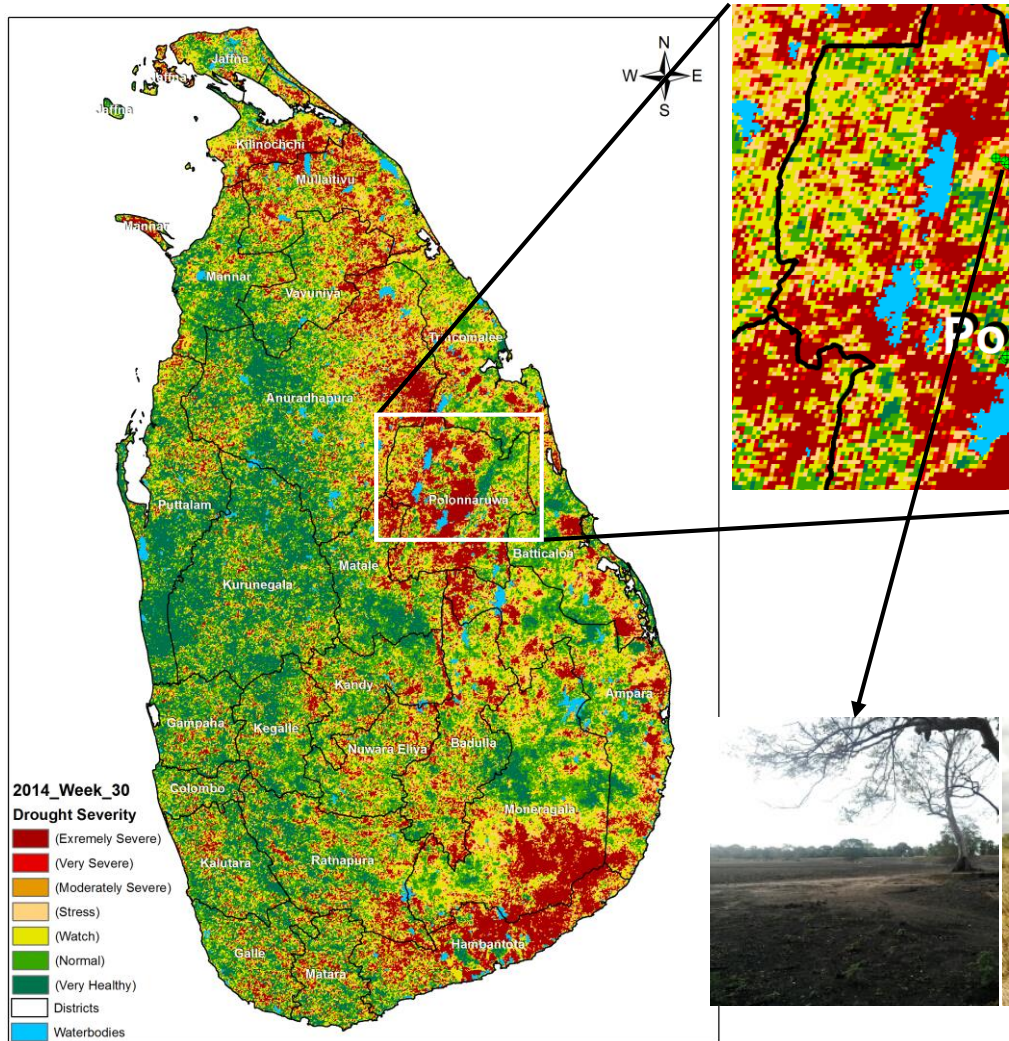 N
W E
S
Jaffna
Jaffna
Jaffna
Kilinochchi
Mullaitivu
Mannar
Mannar
Vavuniya
Trincomalee
Anuradhapura
Polonnaruwa
Puttalam
Batticaloa
Matale
Kurunegala
Kandy
Ampara
Gampaha
Kegalle
Nuwara Eliya
Badulla
Colombo
Moneragala
Kalutara
Ratnapura
Hambantota
Galle
Matara
2014_Week_30
Drought Severity
(Exremely Severe)
(Very Severe)
(Moderately Severe)
(Stress)
(Watch)
(Normal)
(Very Healthy)
Districts
Waterbodies
Po